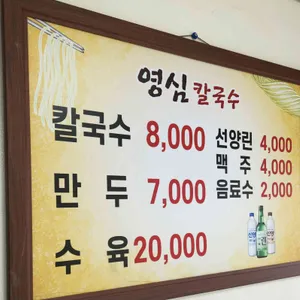 영심 칼국수
칼국수 8,000
만 두 7,000
수 육 20,000
선양린 4,000
맥 주 4,000
음료수 2,000